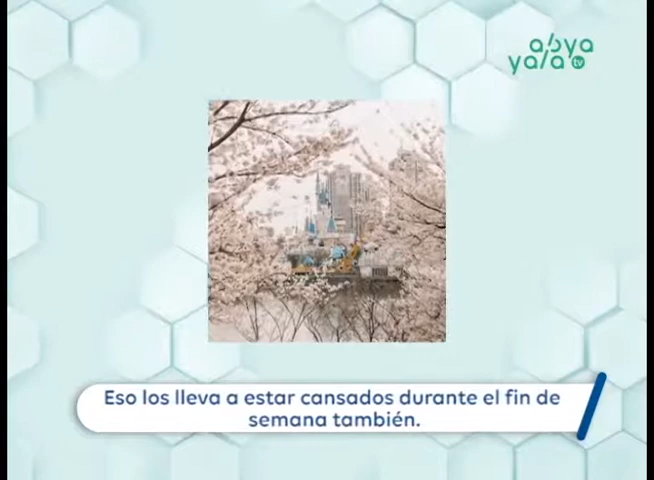 abya
yala tv
Eso los lleva a estar cansados durante el fin de
semana también.